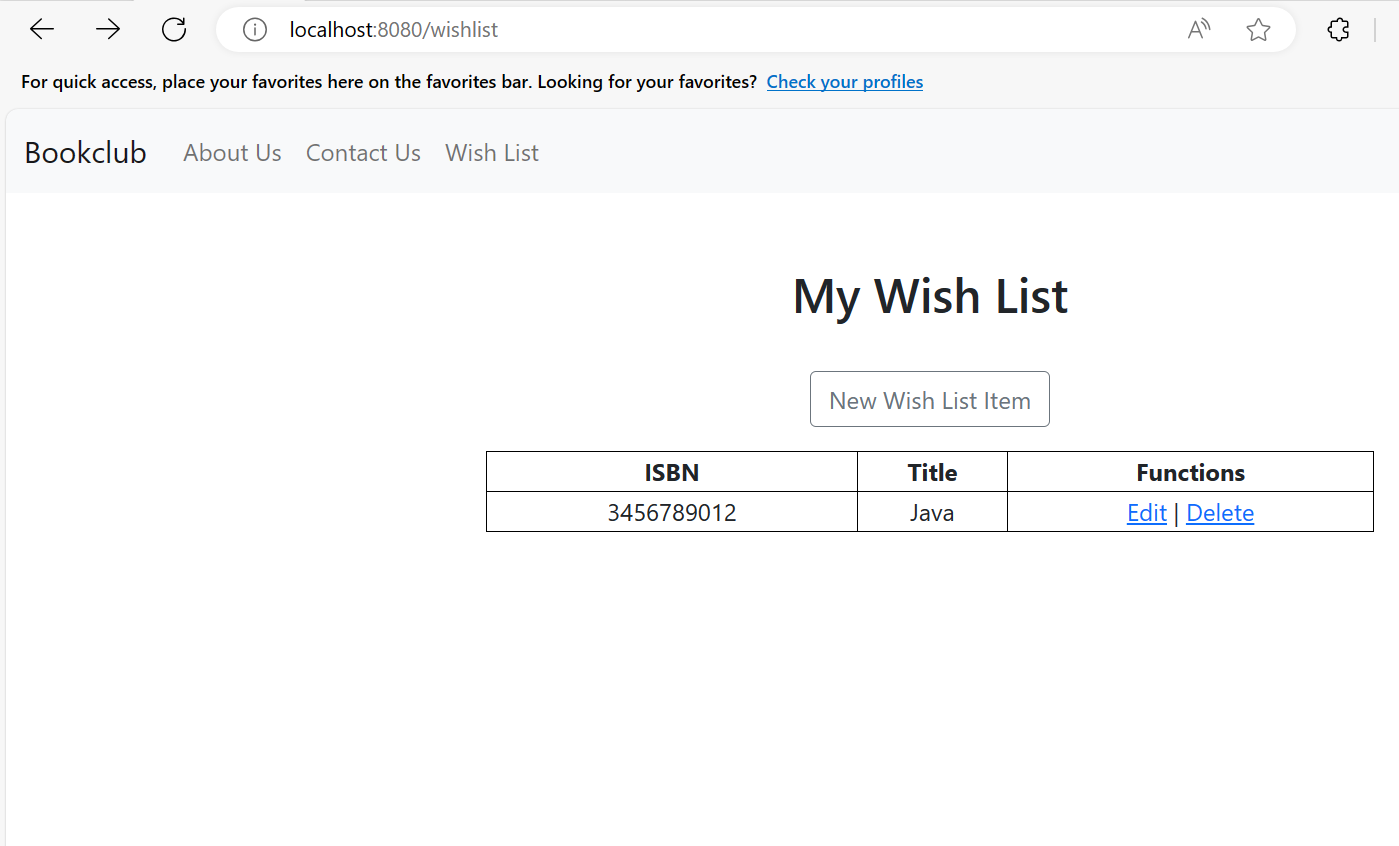 localhost:8080/wishlist
For quick access, place your favorites here on the favorites bar. Looking for your favorites? Check your profiles
Bookclub About Us Contact Us Wish List
My Wish List
New Wish List Item
ISBN Title Functions
3456789012 Java Edit | Delete